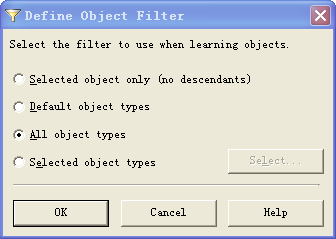 Define Object Filter
Select the filter to use when learning objects.
Selected object only (no descendants)
Default object types
All object types
Selected object types
Select...
OK
Cancel
Help